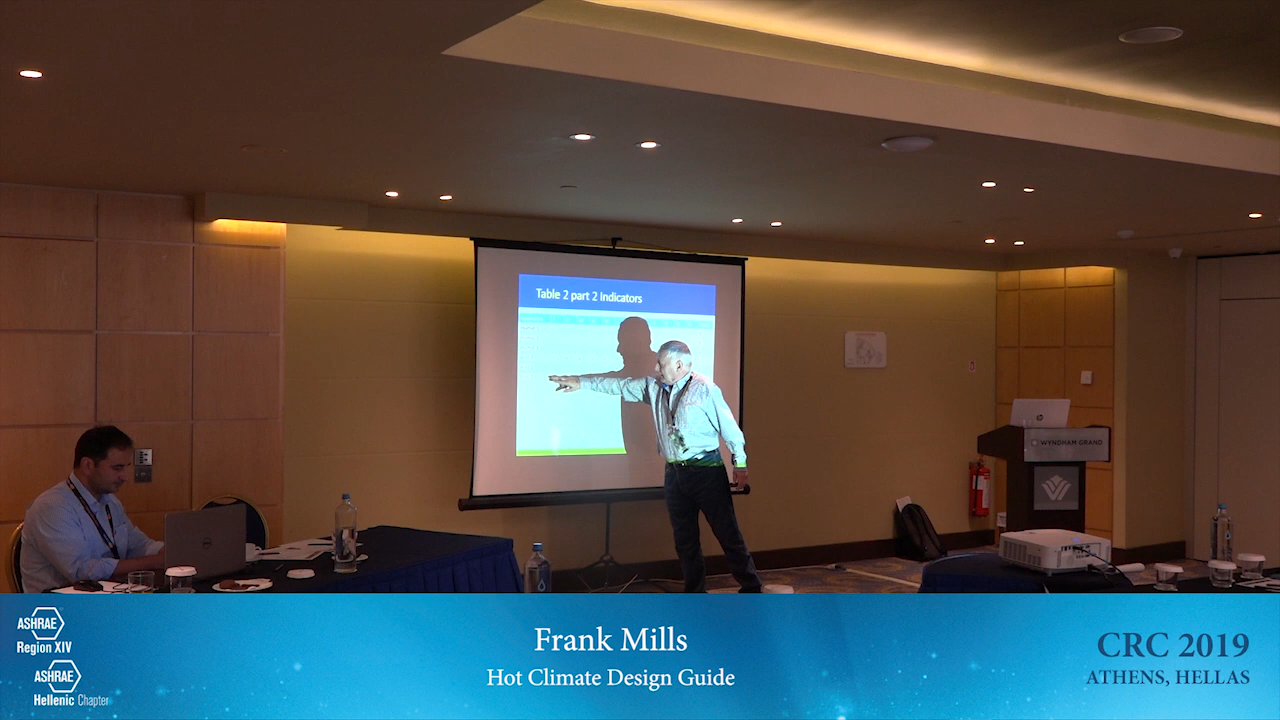 Table 2 part 2 Indicators
hp
WYNDHAM GRAND
ASHRAE
Region XIV
ASHRAE
Hellenic Chapter
Frank Mills
Hot Climate Design Guide
CRC 2019
ATHENS, HELLAS